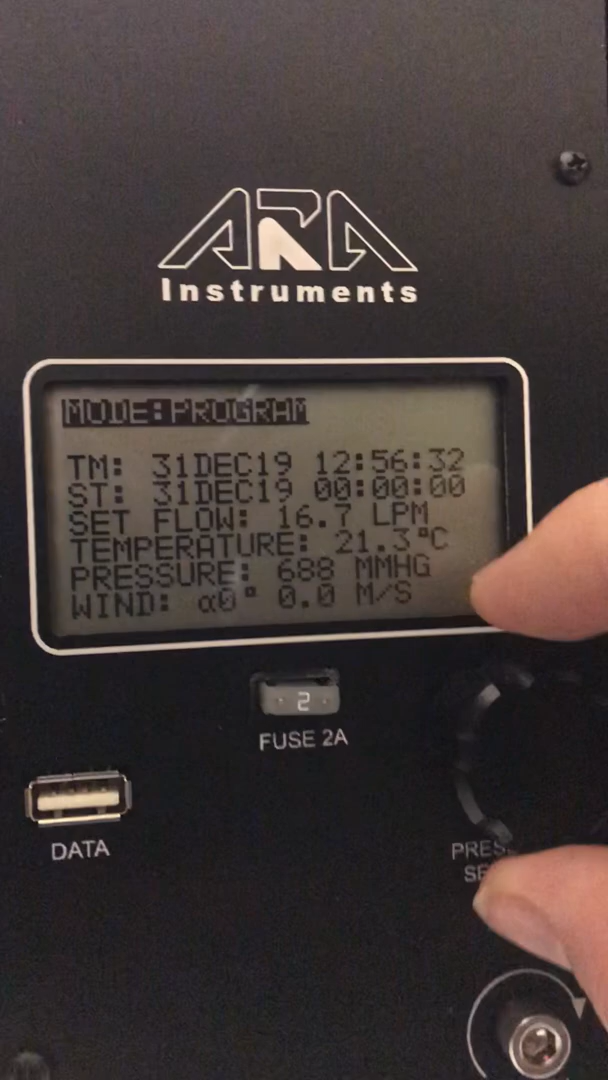 ARA
Instruments
MODE:PROGRAM
TM: 31DEC19 12:56:32
ST: 31DEC19 00:00:00
SET FLOW: 16.7 LPM
TEMPERATURE: 21.3°C
PRESSURE: 688 MMHG
WIND: α0° 0.0 M/S
2
FUSE 2A
DATA